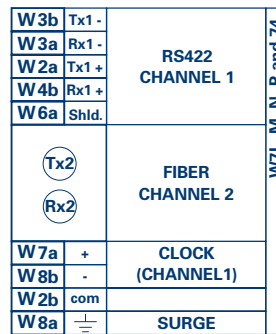 W3b Tx1 -
W3a Rx1 -
W2a Tx1 +
W4b Rx1 +
W6a Shld.
RS422
CHANNEL 1
Tx2
Rx2
FIBER
CHANNEL 2
W7a +
W8b -
CLOCK
(CHANNEL1)
W2b com
W8a
SURGE